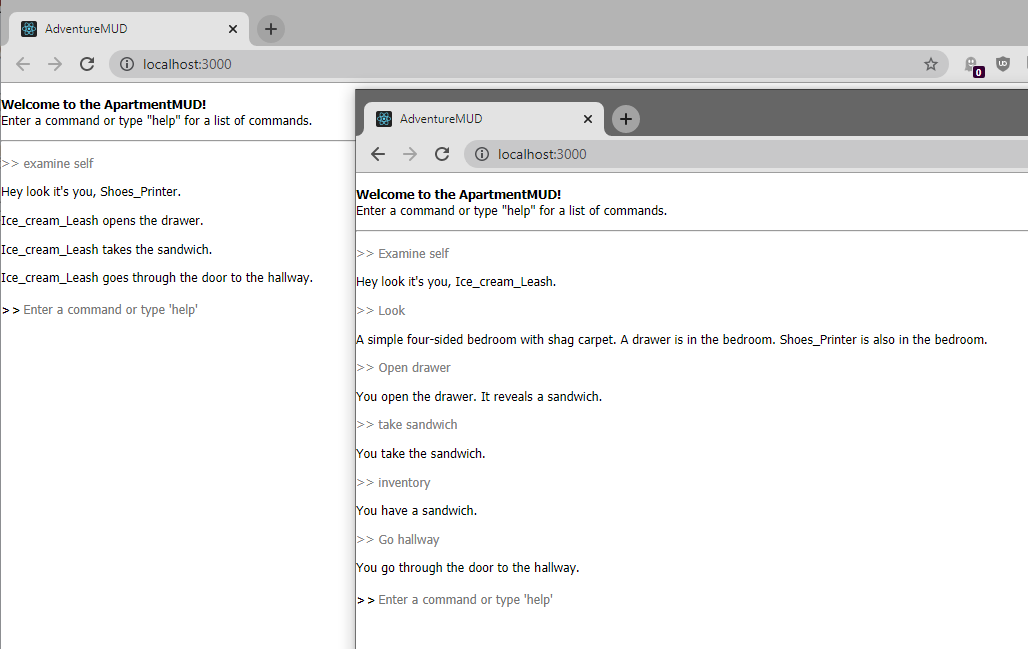 AdventureMUD
localhost:3000
0
Welcome to the ApartmentMUD!
Enter a command or type "help" for a list of commands.
>> examine self
Hey look it's you, Shoes_Printer.
Ice_cream_Leash opens the drawer.
Ice_cream_Leash takes the sandwich.
Ice_cream_Leash goes through the door to the hallway.
>> Enter a command or type 'help'
AdventureMUD
localhost:3000
Welcome to the ApartmentMUD!
Enter a command or type "help" for a list of commands.
>> Examine self
Hey look it's you, Ice_cream_Leash.
>> Look
A simple four-sided bedroom with shag carpet. A drawer is in the bedroom. Shoes_Printer is also in the bedroom.
>> Open drawer
You open the drawer. It reveals a sandwich.
>> take sandwich
You take the sandwich.
>> inventory
You have a sandwich.
>> Go hallway
You go through the door to the hallway.
>> Enter a command or type 'help'